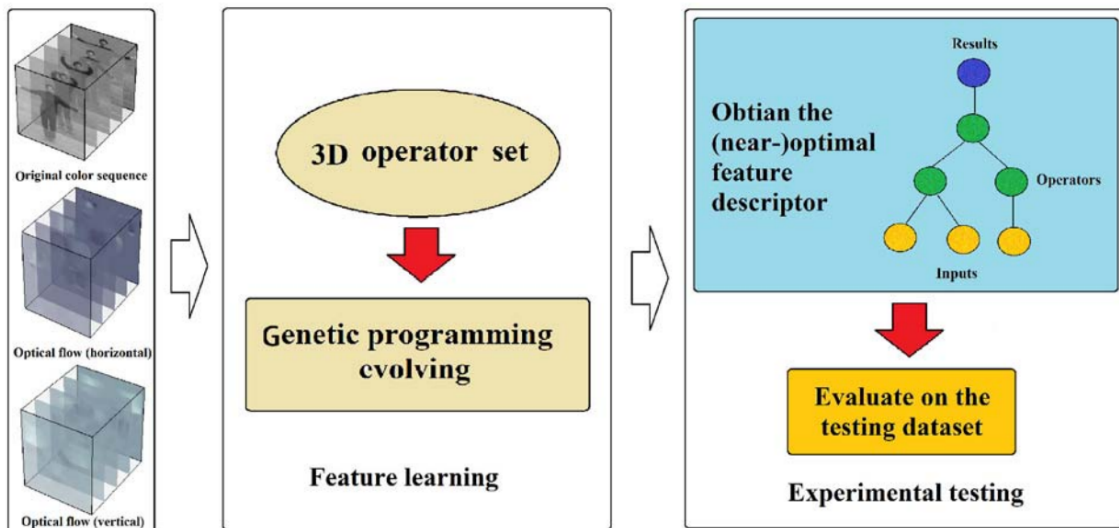 Original color sequence
Optical flow (horizontal)
Optical flow (vertical)
3D operator set
Genetic programming
evolving
Feature learning
Results
Obtian the
(near-)optimal
feature
descriptor
Operators
Inputs
Evaluate on the
testing dataset
Experimental testing